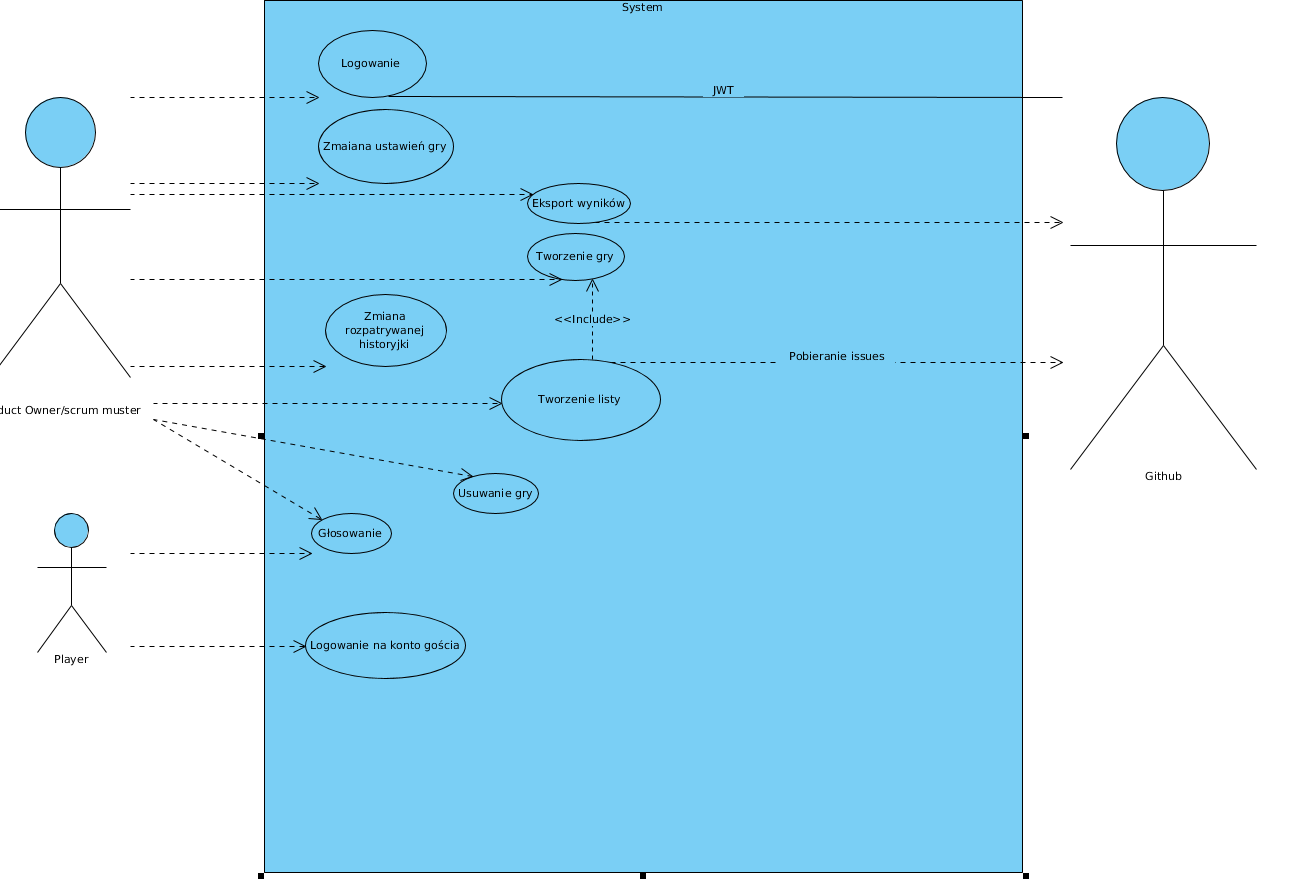 System
Logowanie
JWT
Zmaiana ustawień gry
Eksport wyników
Tworzenie gry
Zmiana
rozpatrywanej
historyjki
<<Include>>
Pobieranie issues
Tworzenie listy
duct Owner/scrum muster
Github
Usuwanie gry
Głosowanie
Logowanie na konto gościa
Player